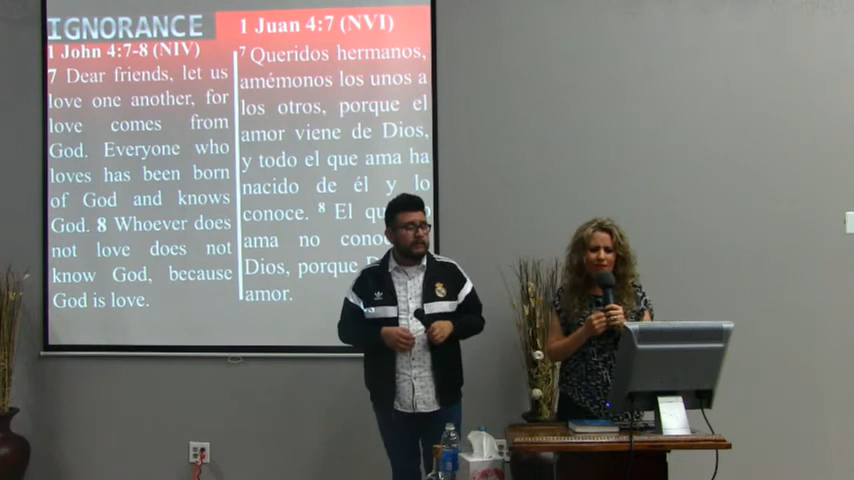 IGNORANCE
1 John 4:7-8 (NIV)
7 Dear friends, let us
love one another, for
love comes from
God. Everyone who
loves has been born
of God and knows
God. 8 Whoever does
not love does not
know God, because
God is love.
1 Juan 4:7 (NVI)
7 Queridos hermanos,
amémonos los unos a
los otros, porque el
amor viene de Dios,
y todo el que ama ha
nacido de él y lo
conoce. 8 El
ama no
Dios, porque
amor.